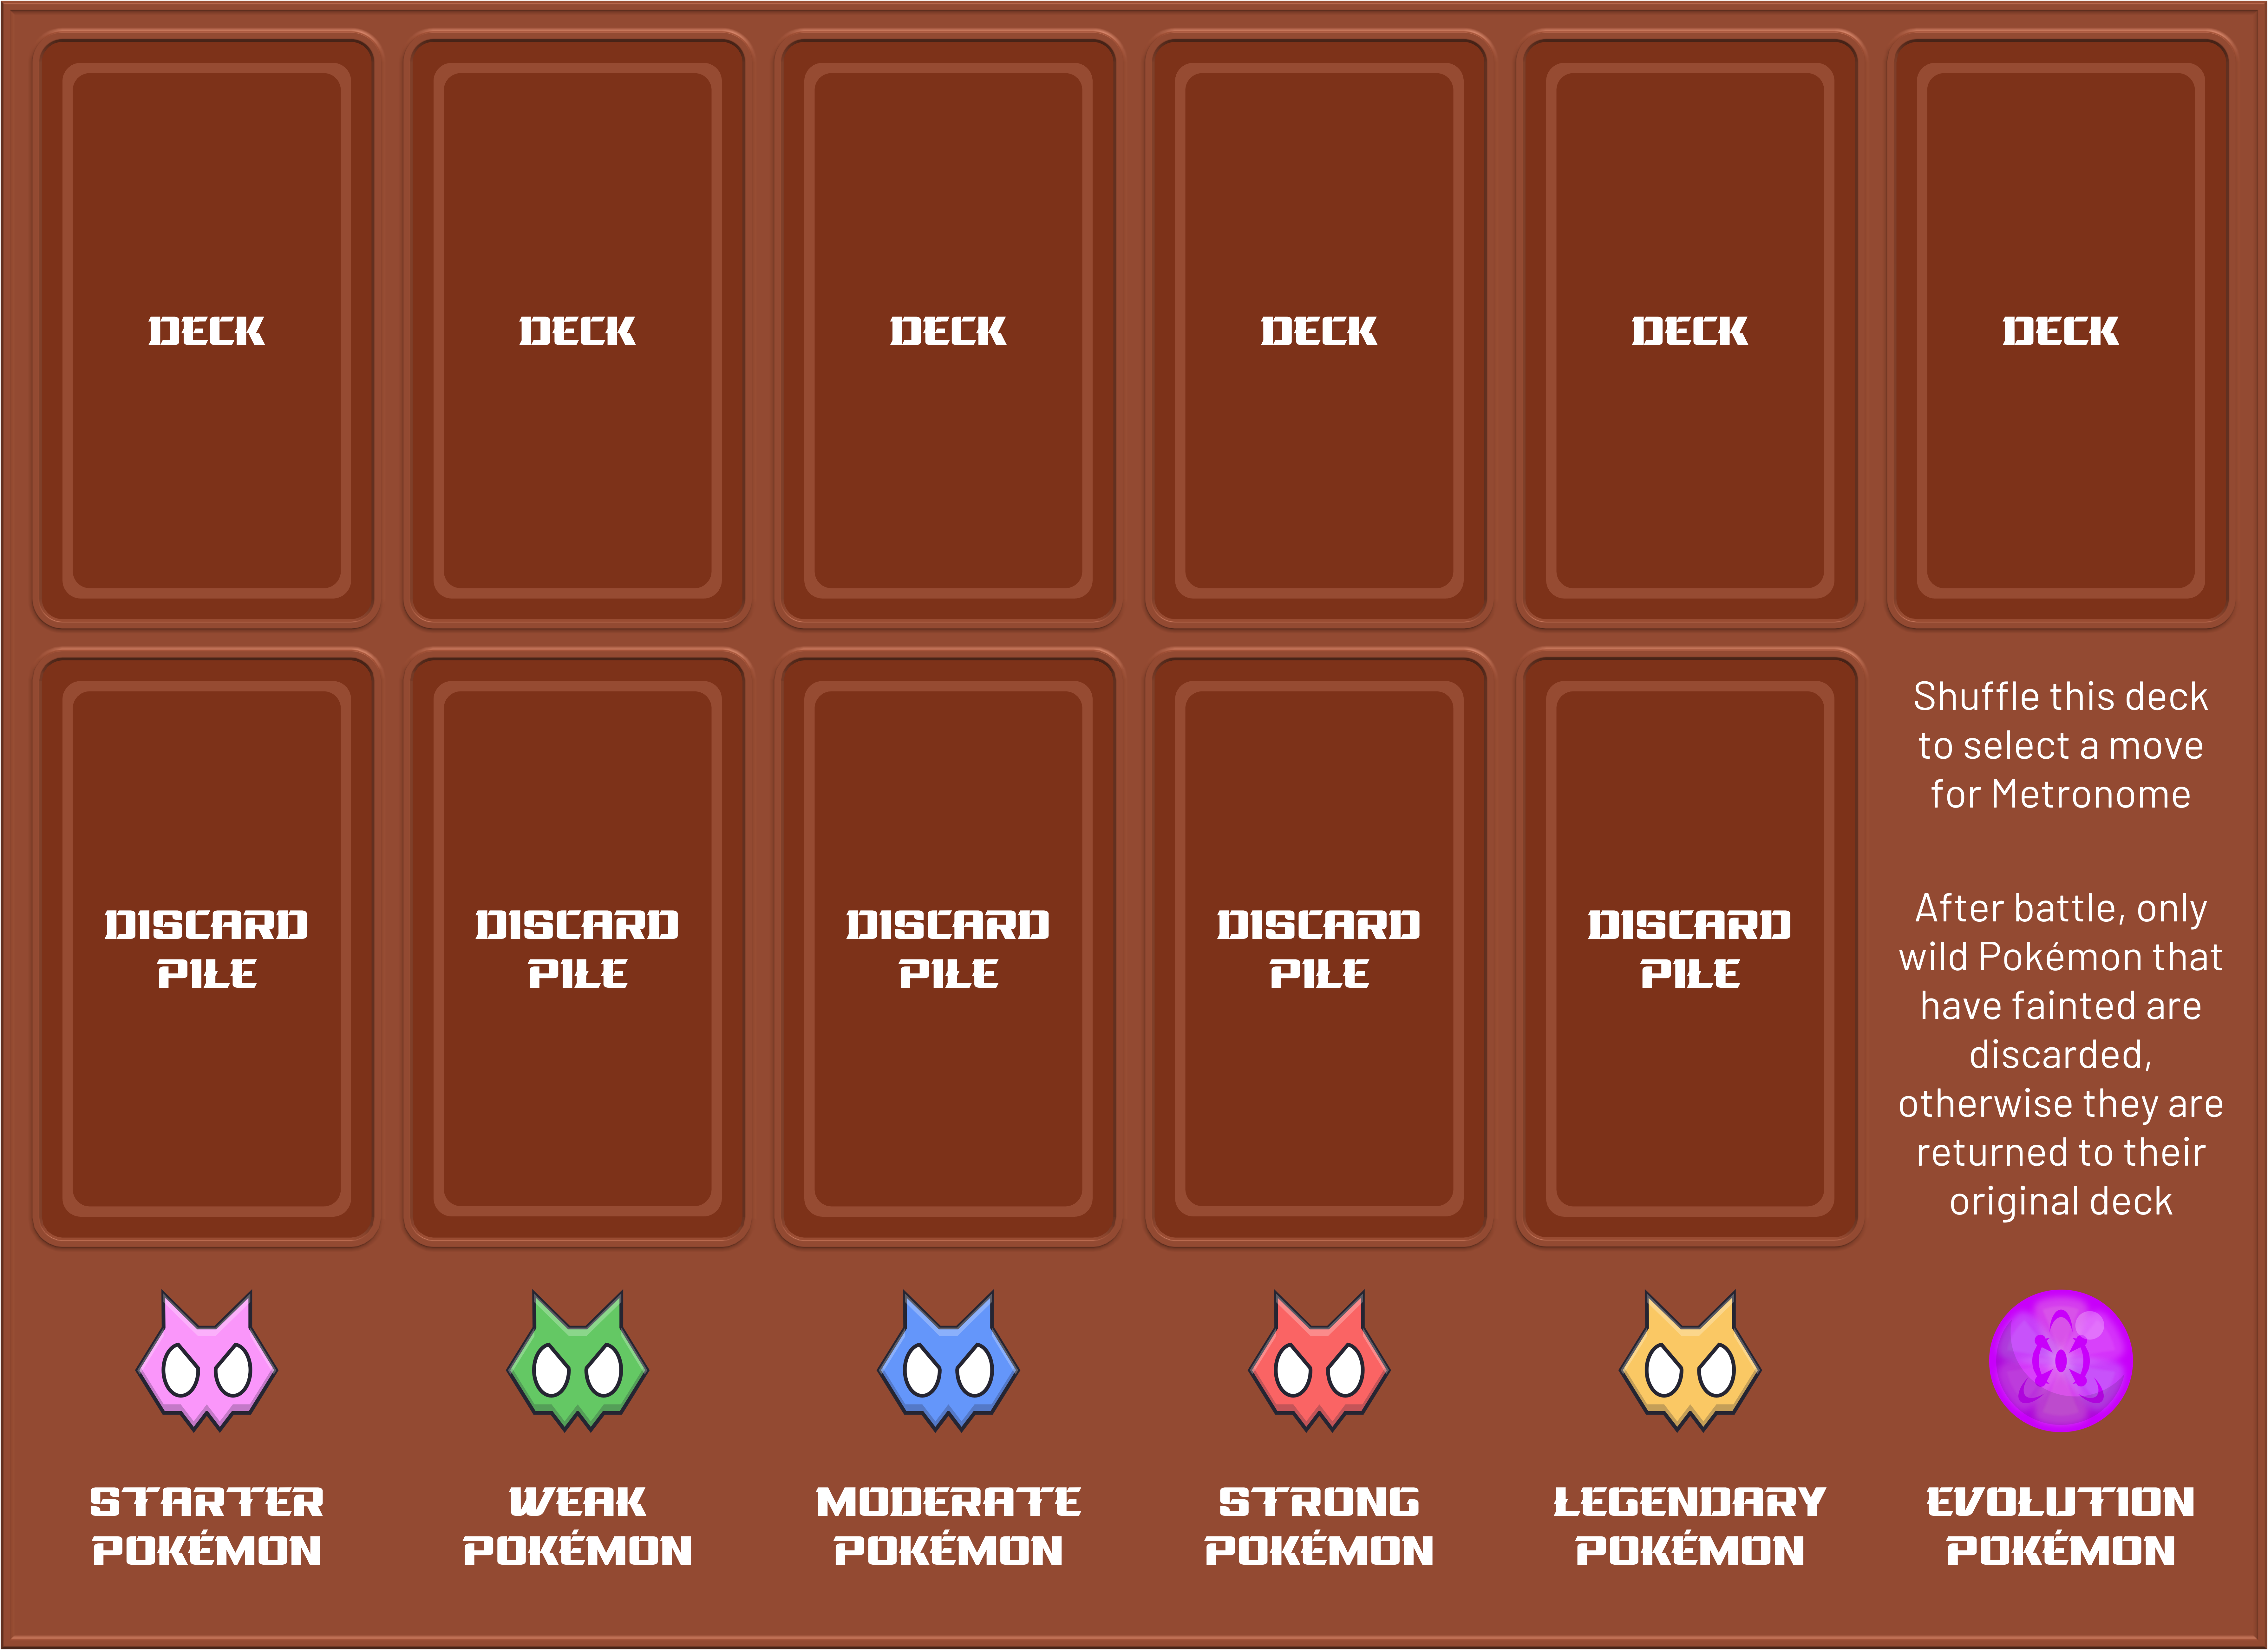 DECK
DECK
DECK
DECK
DECK
DECK
DISCARD
PILE
DISCARD
PILE
DISCARD
PILE
DISCARD
PILE
DISCARD
PILE
Shuffle this deck
to select a move
for Metronome
After battle, only
wild Pokémon that
have fainted are
discarded,
otherwise they are
returned to their
original deck
STARTER
POKÉMON
WEAK
POKÉMON
MODERATE
POKÉMON
STRONG
POKÉMON
LEGENDARY
POKÉMON
EVOLUTION
POKÉMON